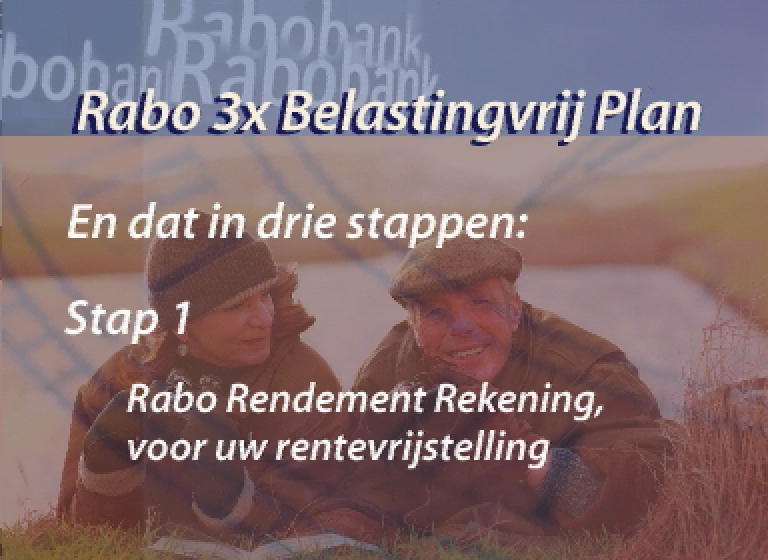 Rabobank
Rabobank
Rabo 3x Belastingvrij Plan
En dat in drie stappen:
Stap 1
Rabo Rendement Rekening,
voor uw rentevrijstelling